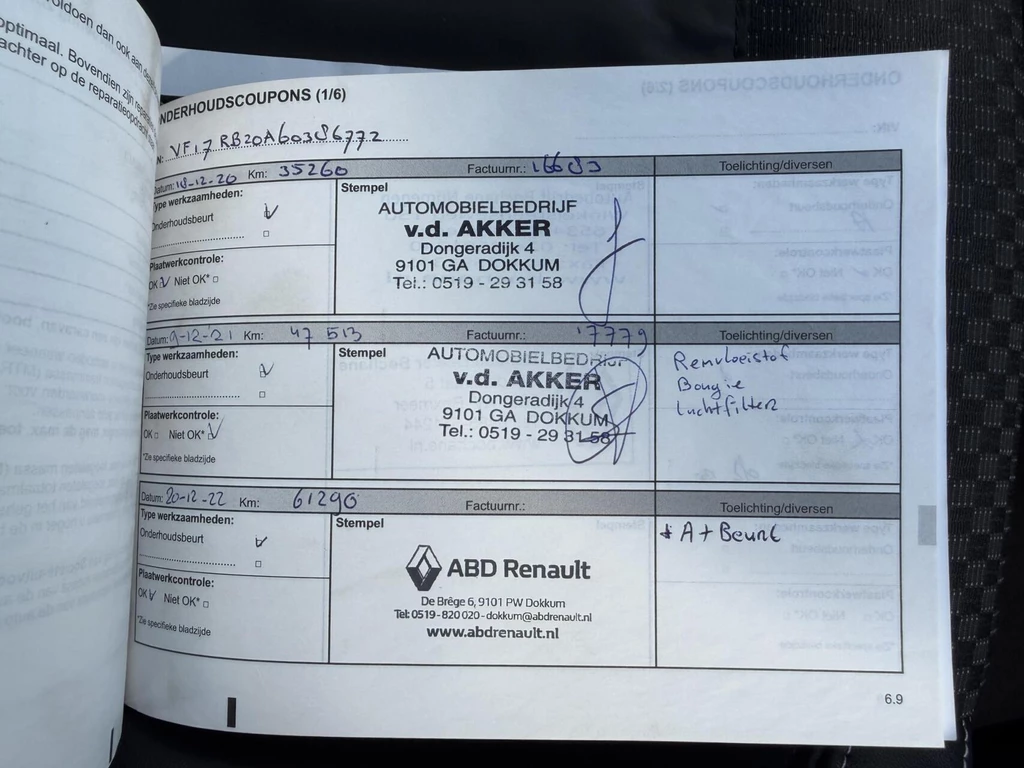 voldoen dan ook aan deze
optimaal. Bovendien zijn
achter op de reparatieopdracht
NDERHOUDSCOUPONS (1/6)
N: VF17RB20A60386772
Datum: 18-12-20 Km: 35260 Factuurnr.: 16683 Toelichting/diversen
Type werkzaamheden:
Onderhoudsbeurt
Plaatwerkcontrole:
OK Niet OK*
*Zie specifieke bladzijde
Stempel
AUTOMOBIELBEDRIJF
v.d. AKKER
Dongeradijk 4
9101 GA DOKKUM
Tel.: 0519 - 29 31 58
Datum: 9-12-21 Km: 47 513 Factuurnr.: 17779 Toelichting/diversen
Type werkzaamheden:
Onderhoudsbeurt
Plaatwerkcontrole:
OK Niet OK*
*Zie specifieke bladzijde
Stempel
AUTOMOBIELBEDRIJF
v.d. AKKER
Dongeradijk 4
9101 GA DOKKUM
Tel.: 0519 - 29 31 58
Remvloeistof
Bougie
Luchtfilter
Datum: 20-12-22 Km: 61290 Factuurnr.: Toelichting/diversen
Type werkzaamheden:
Onderhoudsbeurt
Plaatwerkcontrole:
OK Niet OK*
*Zie specifieke bladzijde
Stempel
ABD Renault
De Brêge 6, 9101 PW Dokkum
Tel: 0519 - 820 020 - dokkum@abdrenault.nl
www.abdrenault.nl
* A + Beurt
6.9